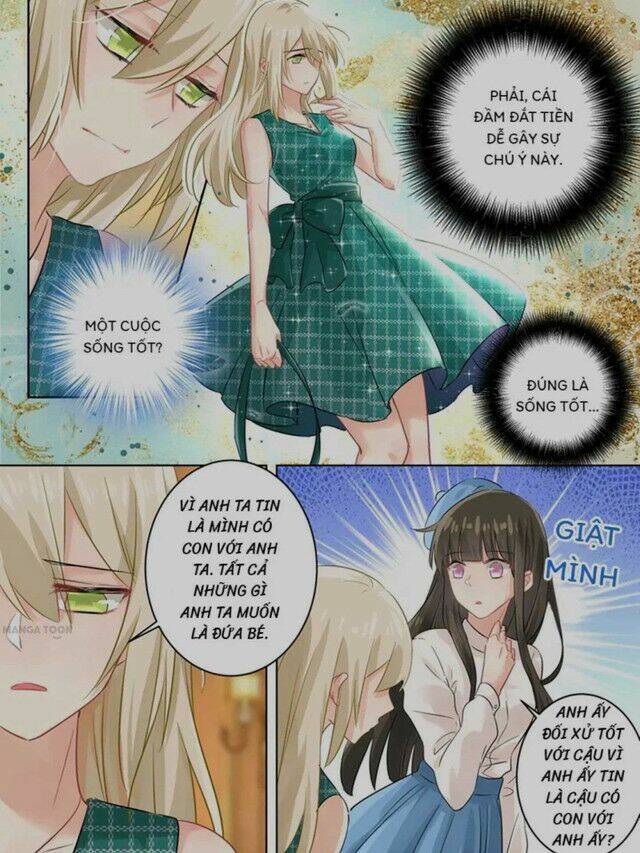 PHẢI, CÁI
ĐẦM ĐẮT TIỀN
DỄ GÂY SỰ
CHÚ Ý NÀY.
MỘT CUỘC
SỐNG TỐT?
ĐÚNG LÀ
SỐNG TỐT...
VÌ ANH TA TIN
LÀ MÌNH CÓ
CON VỚI ANH
TA. TẤT CẢ
NHỮNG GÌ
ANH TA MUỐN
LÀ ĐỨA BÉ.
GIẬT
MÌNH
MANGA TOON
ANH ẤY
ĐỐI XỬ TỐT
VỚI CẬU VÌ
ANH ẤY TIN
LÀ CẬU CÓ
CON VỚI
ANH ẤY?